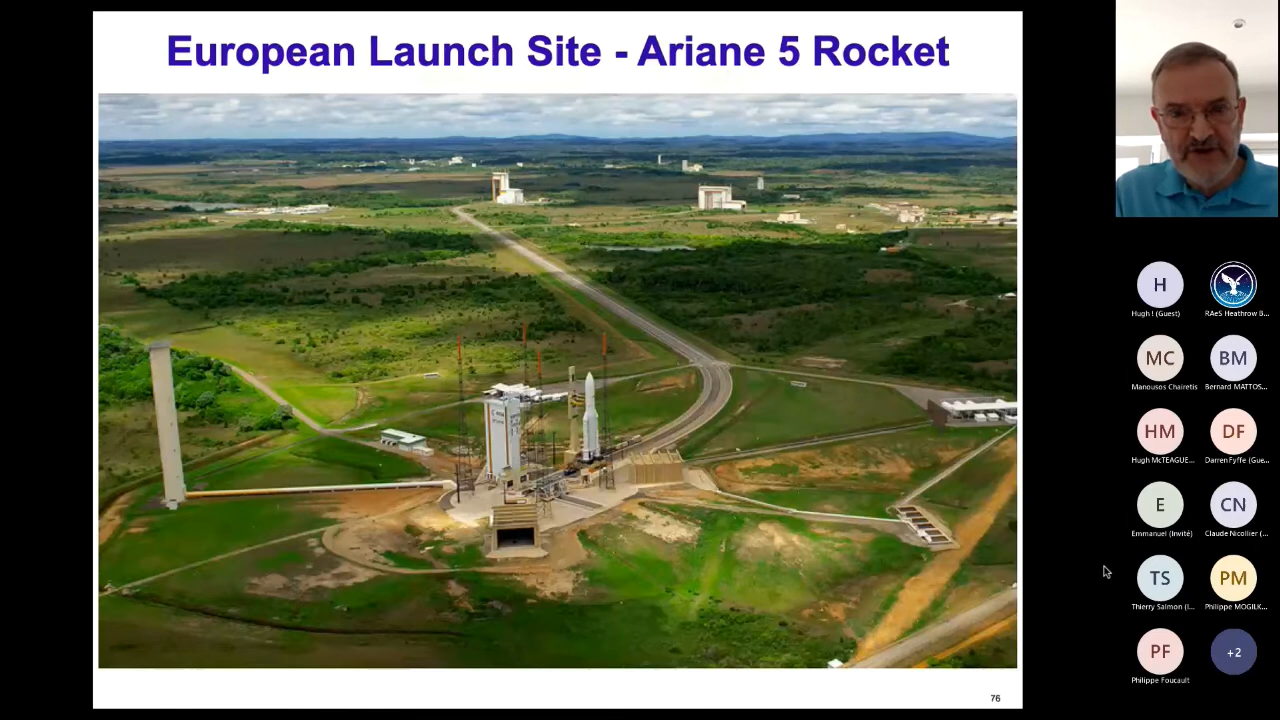 European Launch Site - Ariane 5 Rocket
76
H
Hugh ! (Guest)
RAeS Heathrow B...
MC
Manousos Chairetis
BM
Bernard MATTOS...
HM
Hugh McTEAGUE...
DF
Darren Fyffe (Gue...
E
Emmanuel (Invité)
CN
Claude Nicollier (...
TS
Thierry Salmon (I...
PM
Philippe MOGILK...
PF
Philippe Foucault
+2